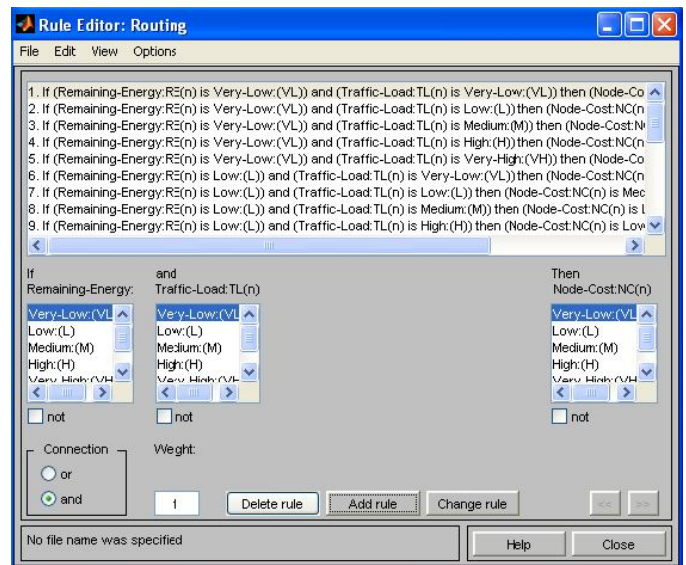 Rule Editor: Routing
File Edit View Options
1. If (Remaining-Energy:RE(n) is Very-Low:(VL)) and (Traffic-Load:TL(n) is Very-Low:(VL)) then (Node-Co
2. If (Remaining-Energy:RE(n) is Very-Low:(VL)) and (Traffic-Load:TL(n) is Low:(L)) then (Node-Cost:NC(n
3. If (Remaining-Energy:RE(n) is Very-Low:(VL)) and (Traffic-Load:TL(n) is Medium:(M)) then (Node-Cost:N
4. If (Remaining-Energy:RE(n) is Very-Low:(VL)) and (Traffic-Load:TL(n) is High:(H)) then (Node-Cost:NC(n
5. If (Remaining-Energy:RE(n) is Very-Low:(VL)) and (Traffic-Load:TL(n) is Very-High:(VH)) then (Node-Co
6. If (Remaining-Energy:RE(n) is Low:(L)) and (Traffic-Load:TL(n) is Very-Low:(VL)) then (Node-Cost:NC(n
7. If (Remaining-Energy:RE(n) is Low:(L)) and (Traffic-Load:TL(n) is Low:(L)) then (Node-Cost:NC(n) is Mec
8. If (Remaining-Energy:RE(n) is Low:(L)) and (Traffic-Load:TL(n) is Medium:(M)) then (Node-Cost:NC(n) is L
9. If (Remaining-Energy:RE(n) is Low:(L)) and (Traffic-Load:TL(n) is High:(H)) then (Node-Cost:NC(n) is Low
If and Then
Remaining-Energy: Traffic-Load:TL(n) Node-Cost:NC(n)
Very-Low:(VL Very-Low:(VL Very-Low:(VL
Low:(L) Low:(L) Low:(L)
Medium:(M) Medium:(M) Medium:(M)
High:(H) High:(H) High:(H)
Very-High:(VH Very-High:(VH Very-High:(VH
not not not
Connection Weght:
or
and 1 Delete rule Add rule Change rule << >>
No file name was specified Help Close